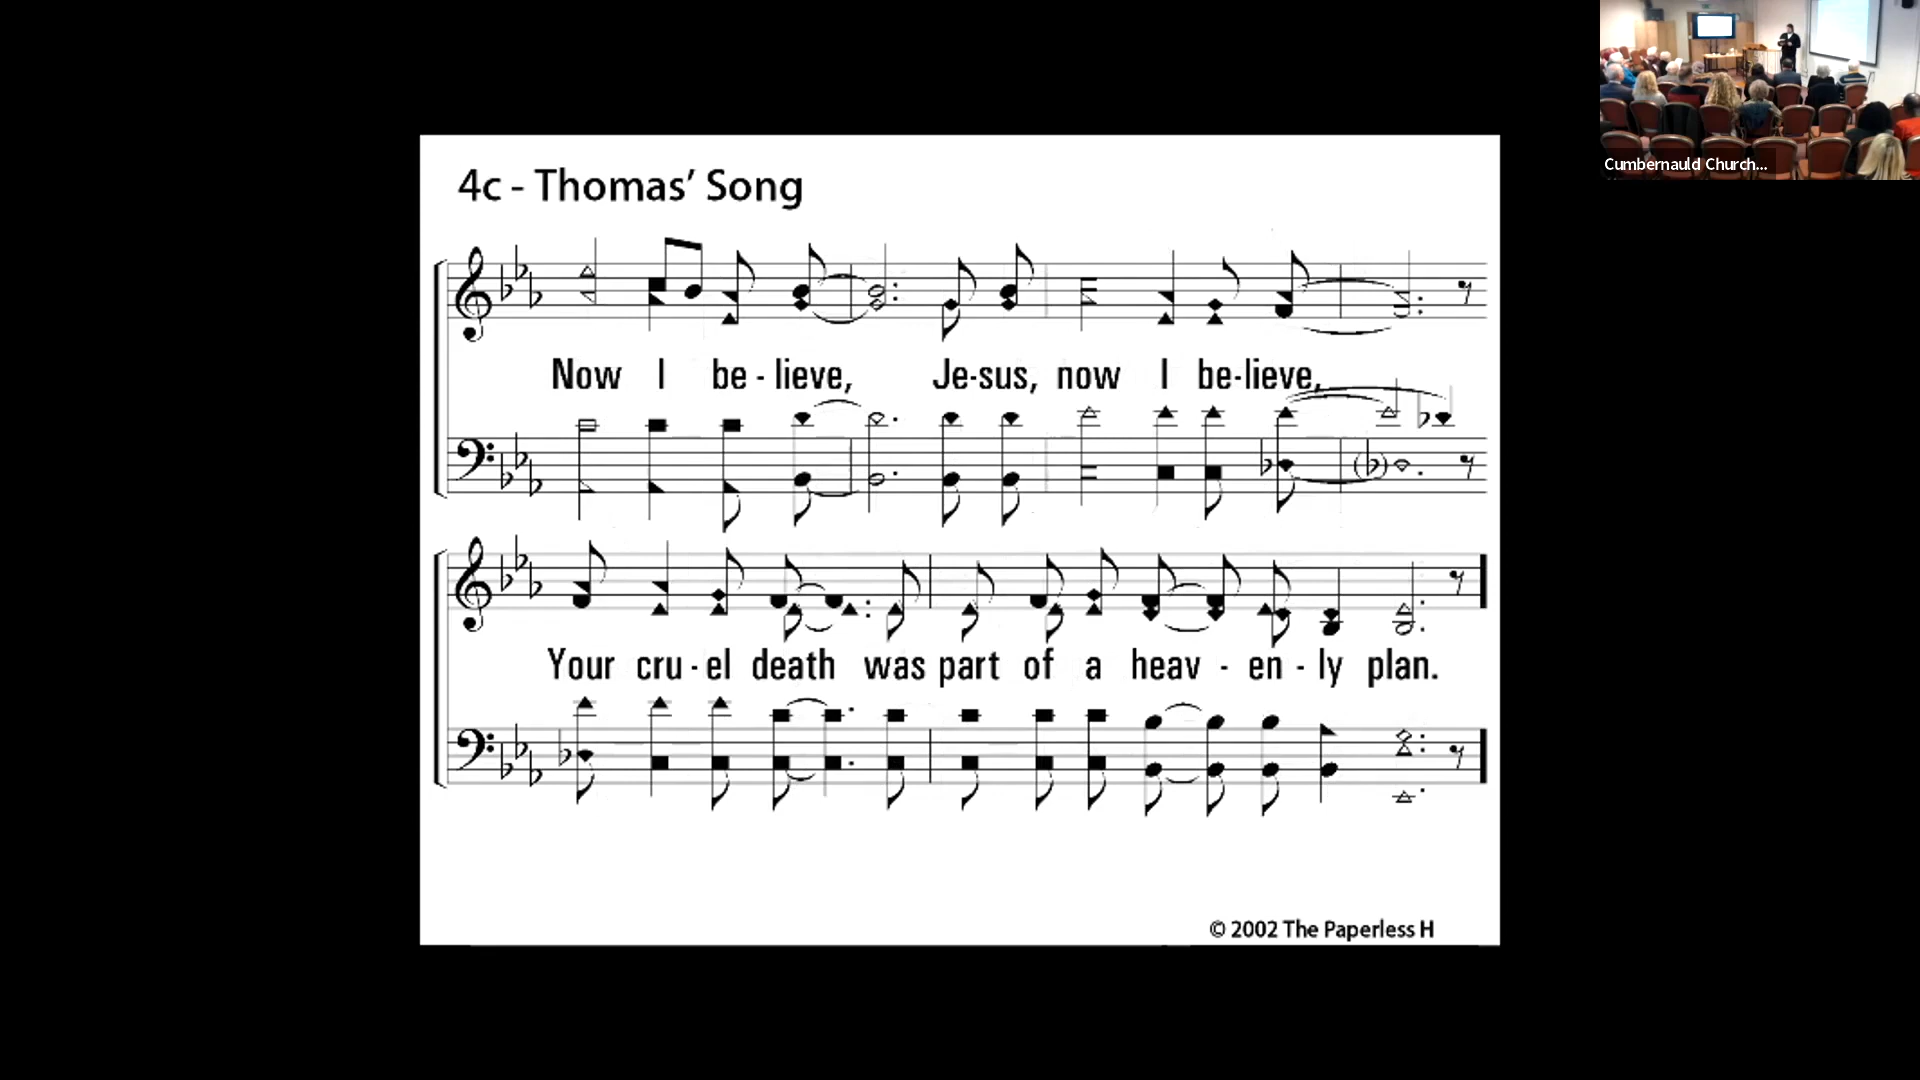 4c - Thomas’ Song
Now I be - lieve, Je-sus, now I be-lieve,
Your cru - el death was part of a heav - en - ly plan.
© 2002 The Paperless H
Cumbernauld Church...